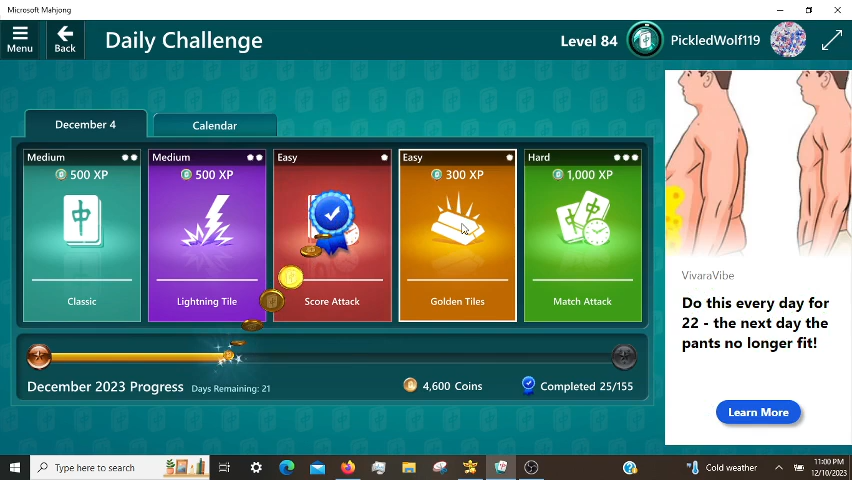 Microsoft Mahjong
Menu
Back
Daily Challenge
Level 84
PickledWolf119
December 4
Calendar
Medium
500 XP
中
Classic
Medium
500 XP
Lightning Tile
Easy
Score Attack
Easy
300 XP
Golden Tiles
Hard
1,000 XP
中
Match Attack
December 2023 Progress
Days Remaining: 21
4,600 Coins
Completed 25/155
VivaraVibe
Do this every day for
22 - the next day the
pants no longer fit!
Learn More
Type here to search
Cold weather
11:00 PM
12/10/2023